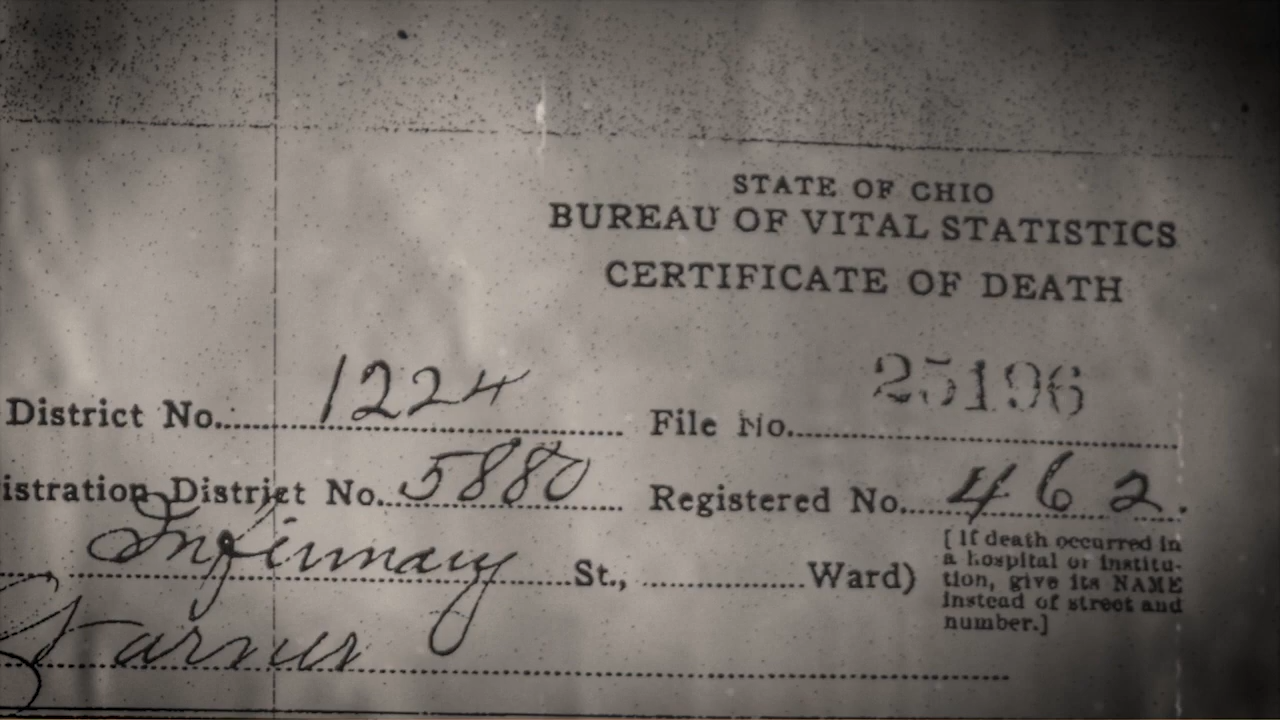 STATE OF OHIO
BUREAU OF VITAL STATISTICS
CERTIFICATE OF DEATH
District No. 1224 File No. 25196
istration District No. 5880 Registered No. 462.
Infirmary St., Ward)
[If death occurred in
a hospital or institu-
tion, give its NAME
instead of street and
number.]
Starner